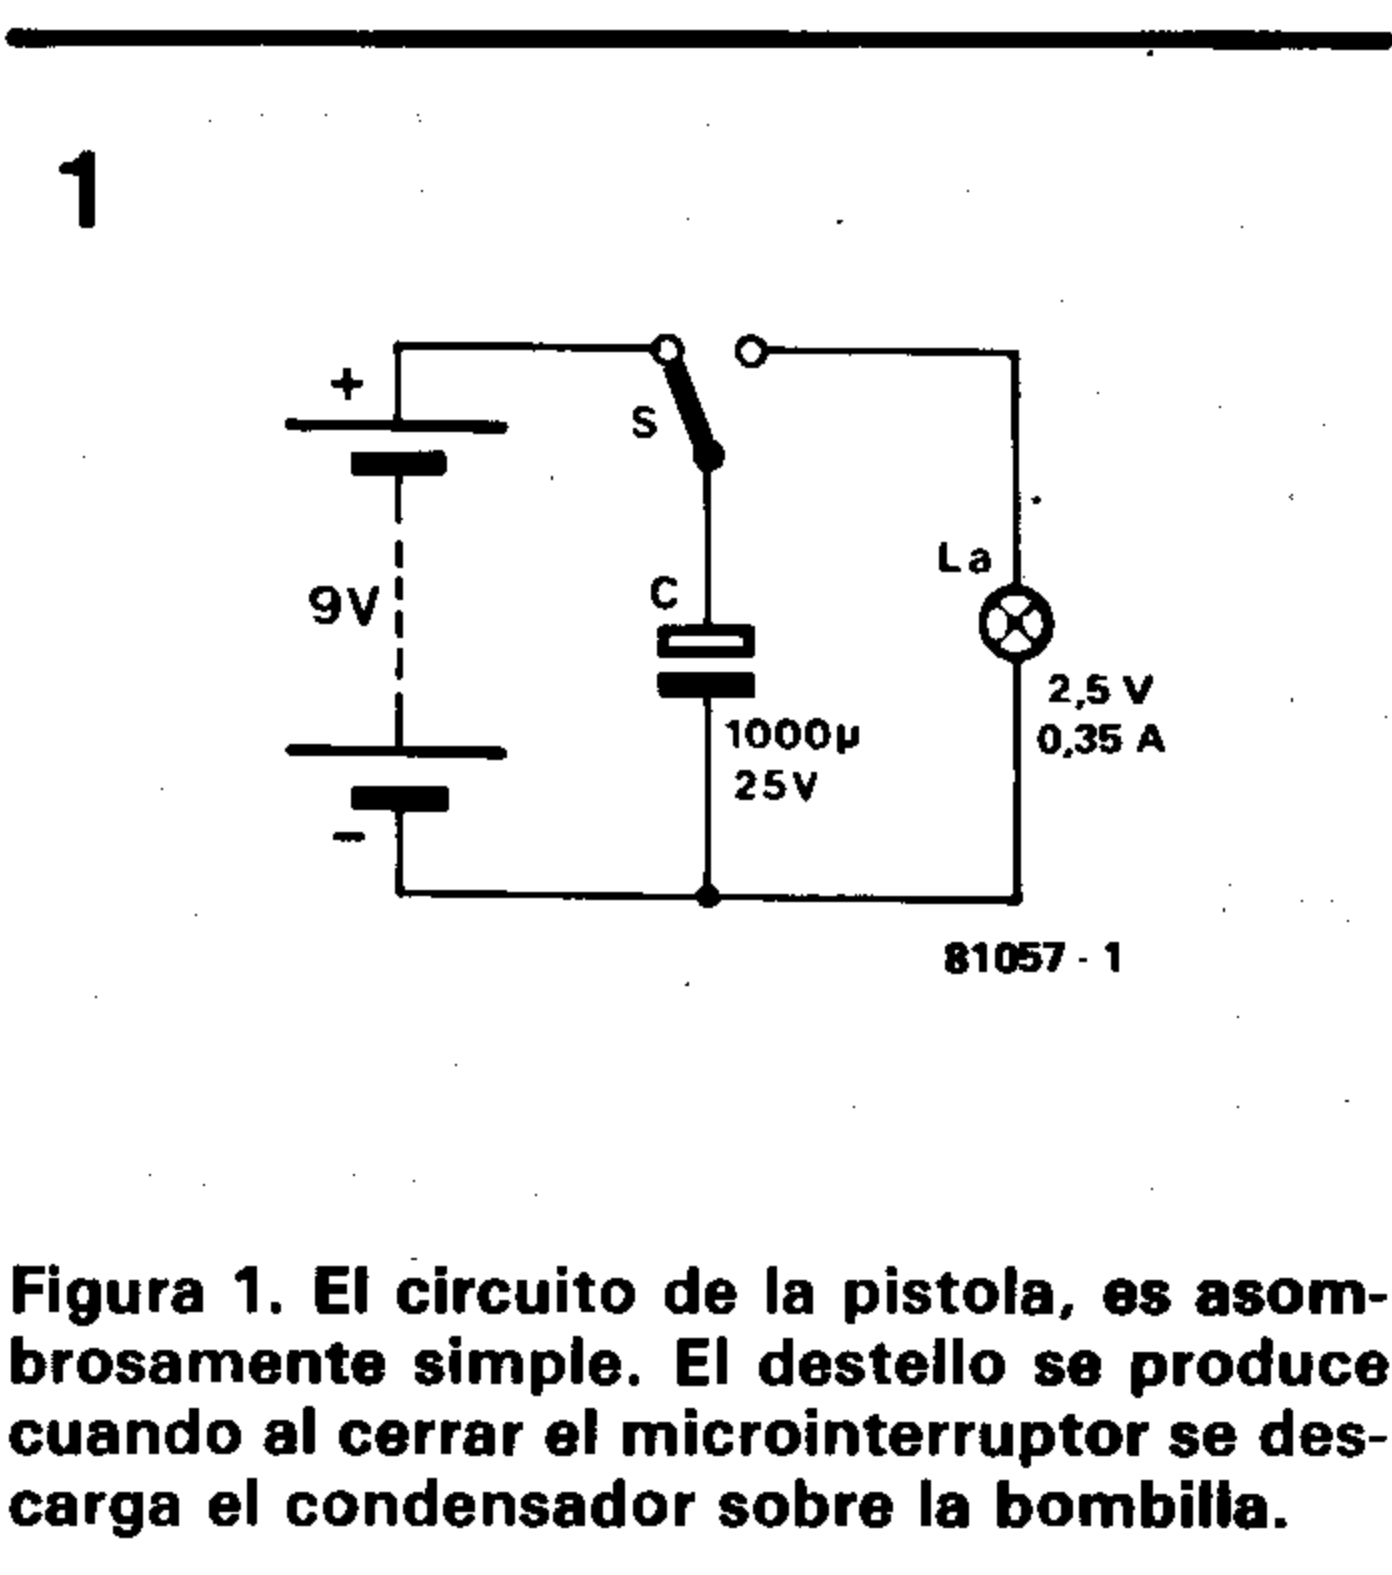 1
+
S
9V
C
La
1000µ
25V
2,5 V
0,35 A
−
81057 - 1
Figura 1. El circuito de la pistola, es asom-
brosamente simple. El destello se produce
cuando al cerrar el microinterruptor se des-
carga el condensador sobre la bombilla.